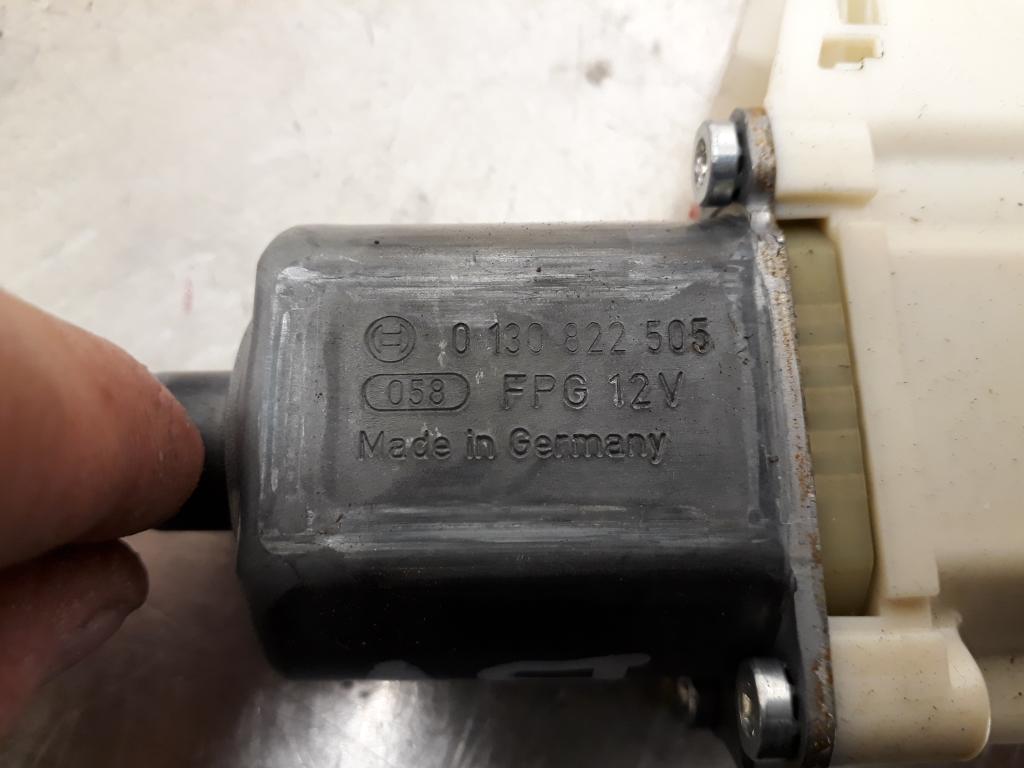 0 130 822 505
058 FPG 12V
Made in Germany